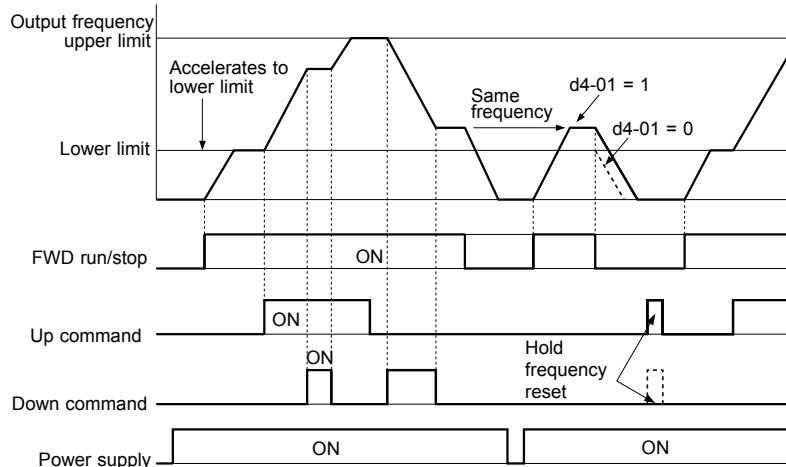 Output frequency
upper limit
Accelerates to
lower limit
Same
frequency
d4-01 = 1
d4-01 = 0
Lower limit
FWD run/stop
ON
Up command
ON
ON
Hold
frequency
reset
Down command
Power supply
ON
ON